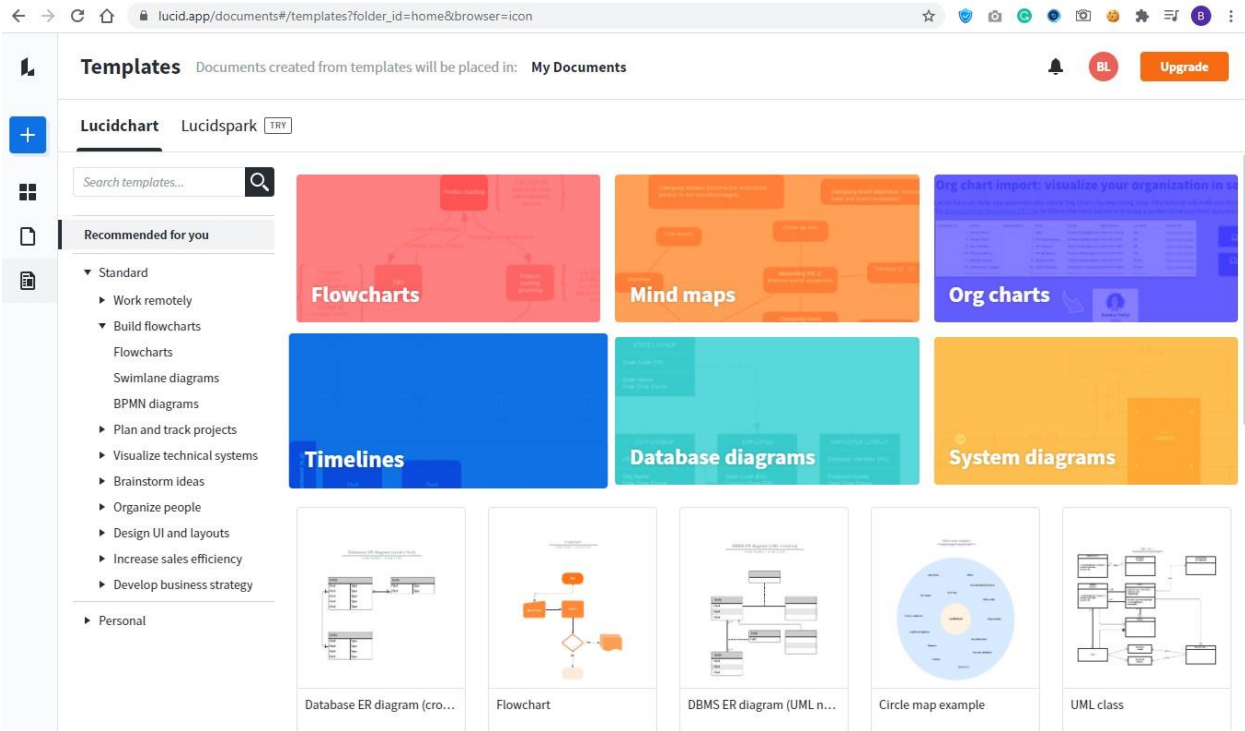 lucid.app/documents#/templates?folder_id=home&browser=icon
B
Templates Documents created from templates will be placed in: My Documents
BL
Upgrade
Lucidchart Lucidspark TRY
Search templates...
Recommended for you
Standard
Work remotely
Build flowcharts
Flowcharts
Swimlane diagrams
BPMN diagrams
Plan and track projects
Visualize technical systems
Brainstorm ideas
Organize people
Design UI and layouts
Increase sales efficiency
Develop business strategy
Personal
Flowcharts
Mind maps
Org chart import: visualize your organization in se
Org charts
Timelines
Database diagrams
System diagrams
Database ER diagram (cro...
Flowchart
DBMS ER diagram (UML n...
Circle map example
UML class